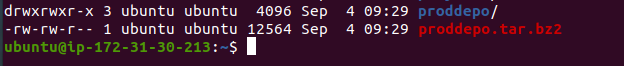 drwxrwxr-x 3 ubuntu ubuntu  4096 Sep  4 09:29 proddepo/
-rw-rw-r-- 1 ubuntu ubuntu 12564 Sep  4 09:29 proddepo.tar.bz2
ubuntu@ip-172-31-30-213:~$